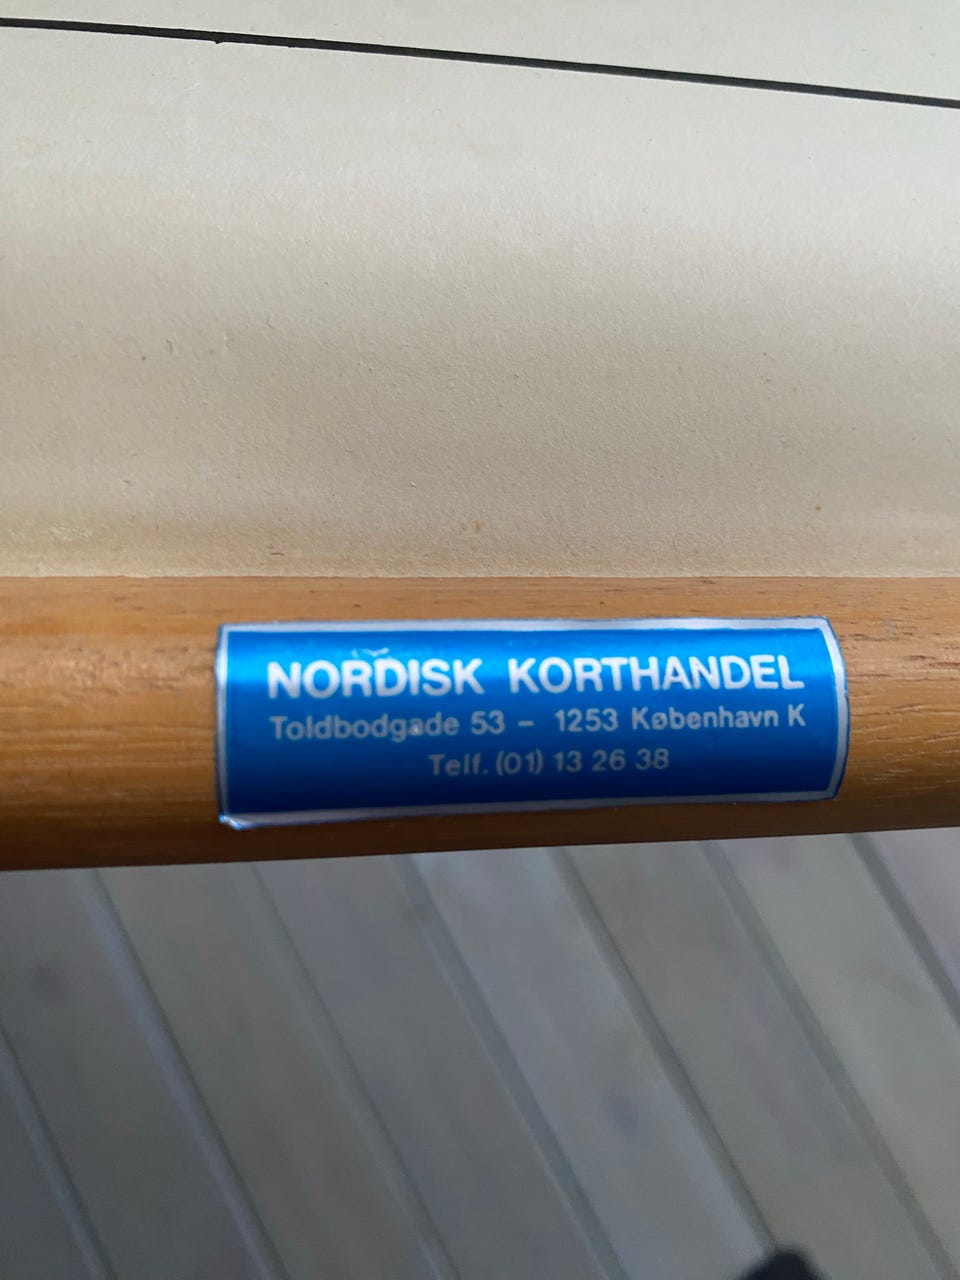 NORDISK KORTHANDEL
Toldbodgade 53 – 1253 København K
Telf. (01) 13 26 38